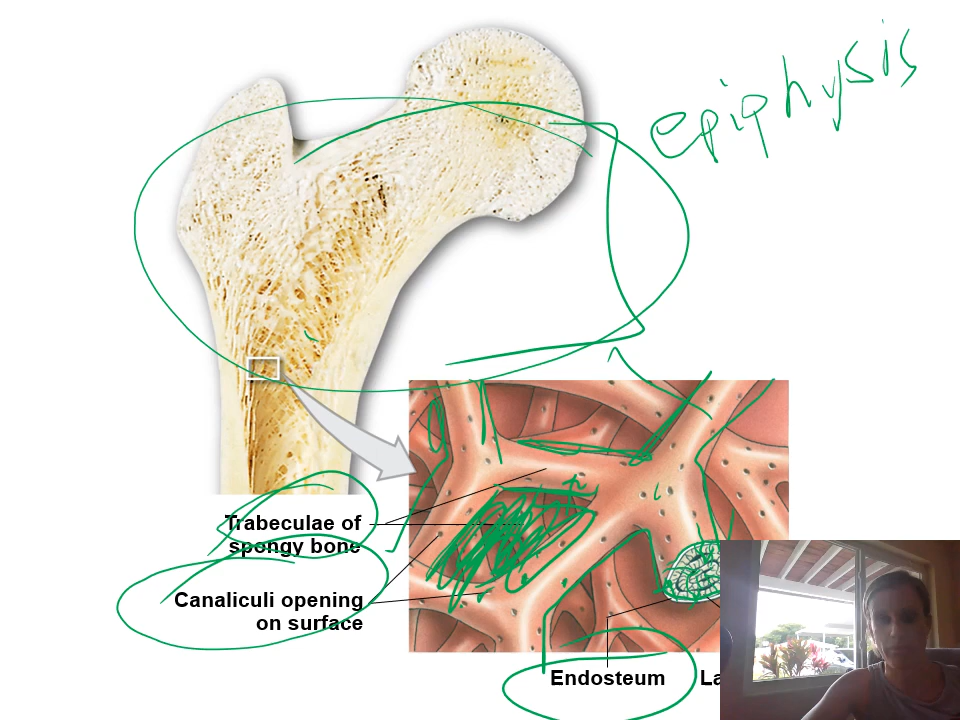 epiphysis
Trabeculae of
spongy bone
Canaliculi opening
on surface
Endosteum